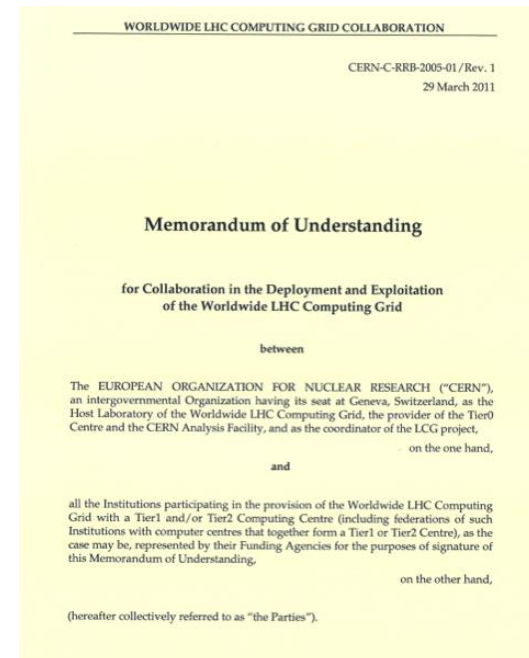 WORLDWIDE LHC COMPUTING GRID COLLABORATION
CERN-C-RRB-2005-01/Rev. 1
29 March 2011
Memorandum of Understanding
for Collaboration in the Deployment and Exploitation
of the Worldwide LHC Computing Grid
between
The EUROPEAN ORGANIZATION FOR NUCLEAR RESEARCH ("CERN"),
an intergovernmental Organization having its seat at Geneva, Switzerland, as the
Host Laboratory of the Worldwide LHC Computing Grid, the provider of the Tier0
Centre and the CERN Analysis Facility, and as the coordinator of the LCG project,
on the one hand,
and
all the Institutions participating in the provision of the Worldwide LHC Computing
Grid with a Tier1 and/or Tier2 Computing Centre (including federations of such
Institutions with computer centres that together form a Tier1 or Tier2 Centre), as the
case may be, represented by their Funding Agencies for the purposes of signature of
this Memorandum of Understanding,
on the other hand,
(hereafter collectively referred to as "the Parties").